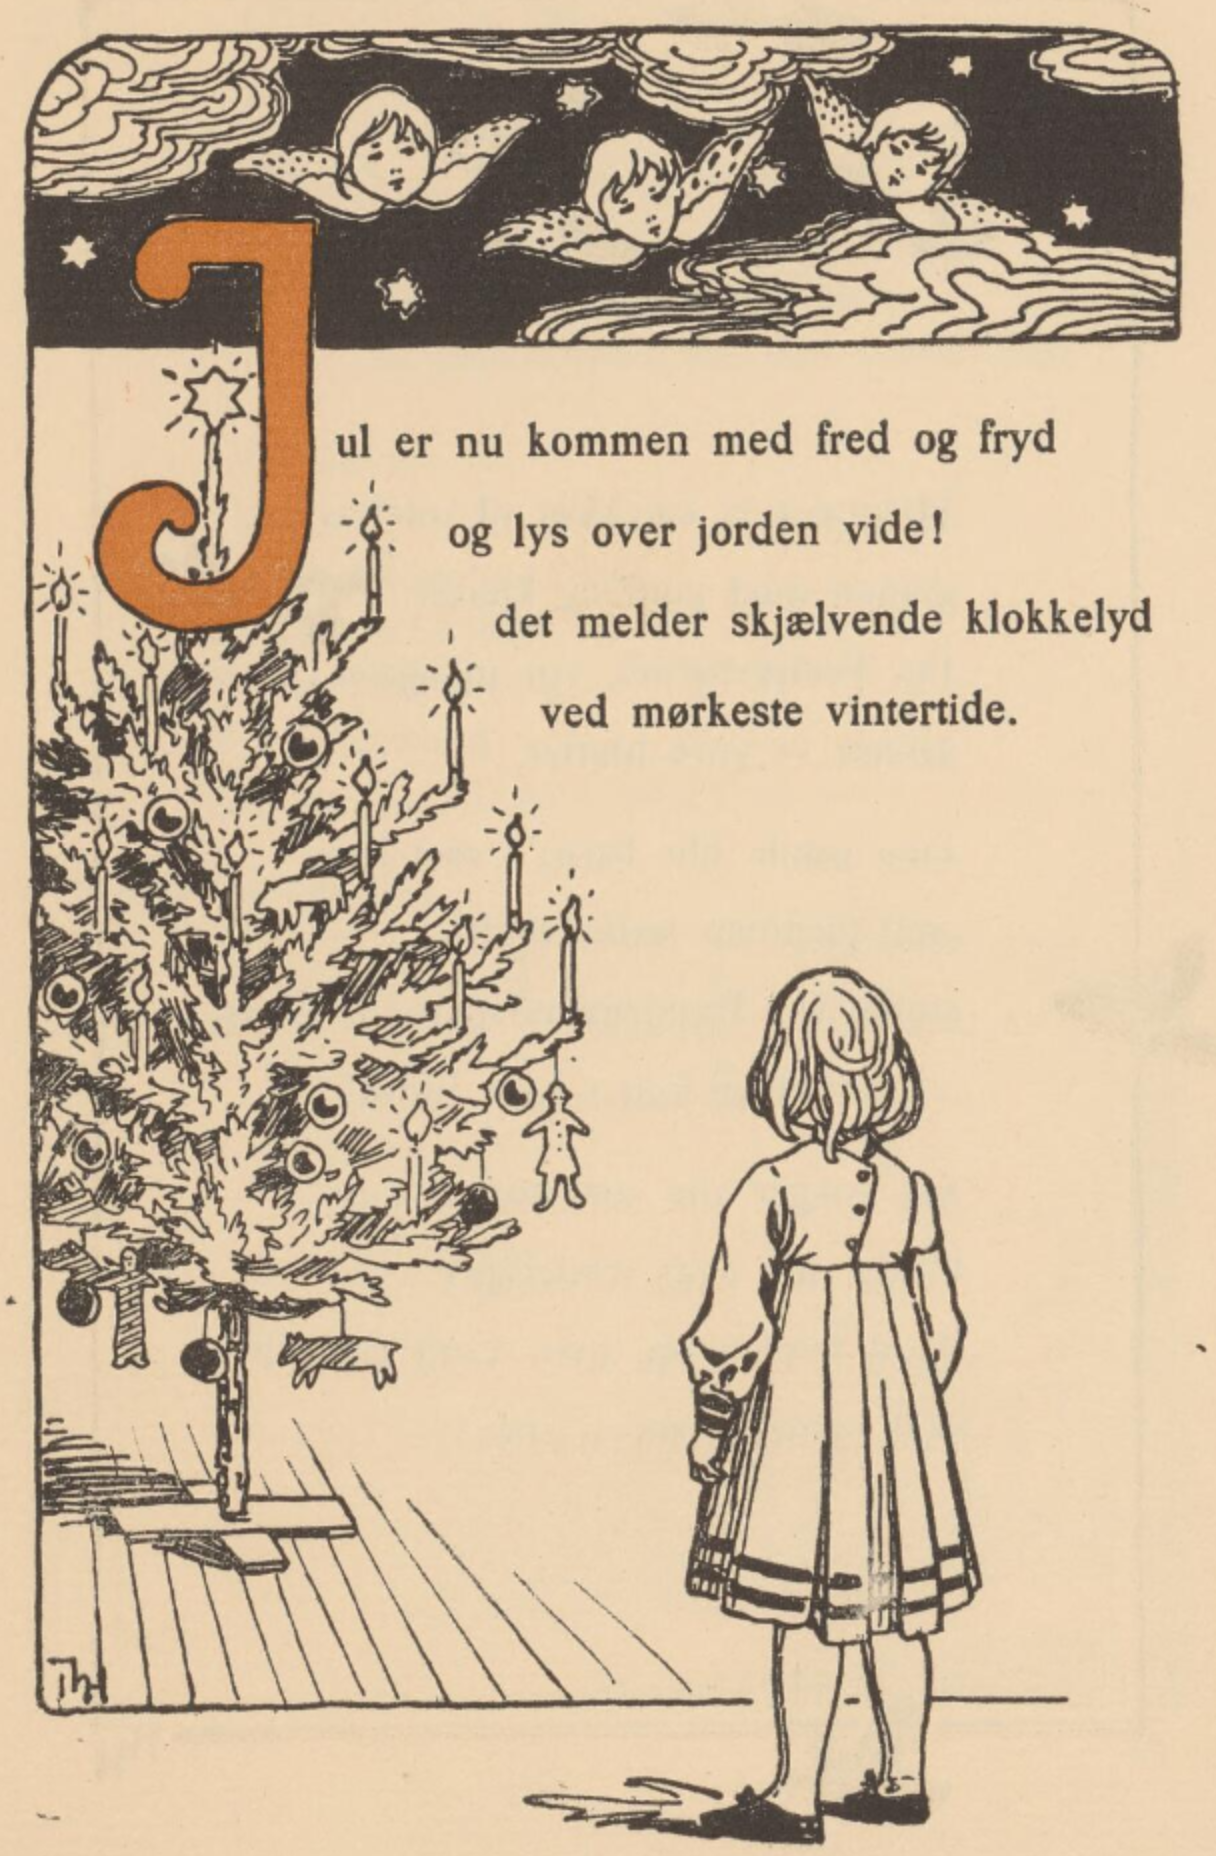 Jul er nu kommen med fred og fryd
og lys over jorden vide!
det melder skjælvende klokkelyd
ved mørkeste vintertide.
ThH